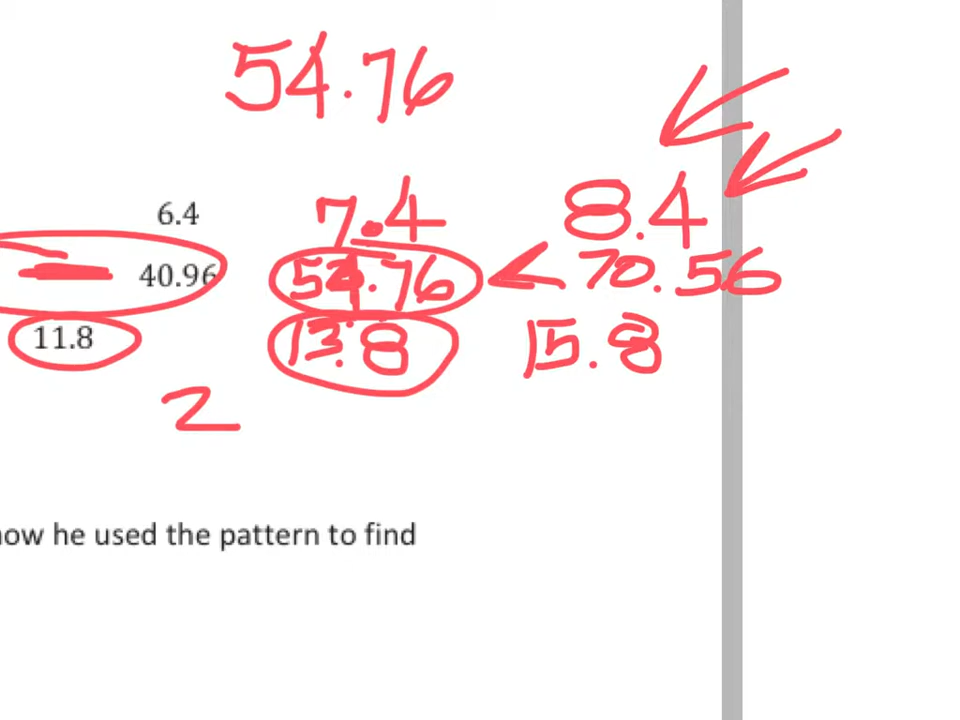 54.76
6.4 7.4 8.4
40.96 54.76 70.56
11.8 13.8 15.8
2
how he used the pattern to find